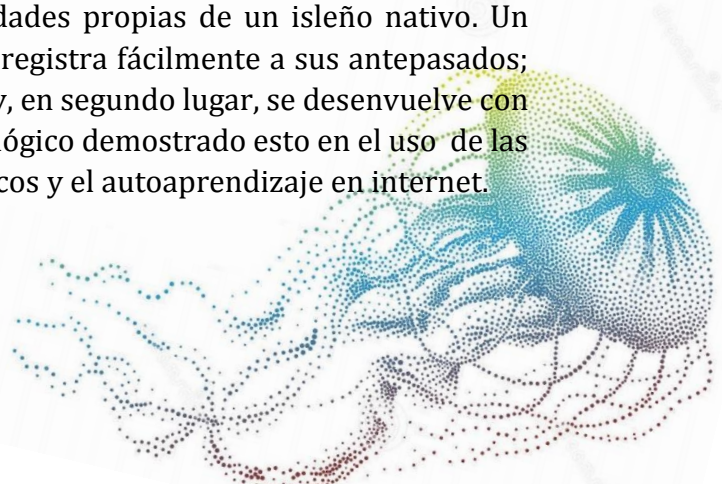 dades propias de un isleño nativo. Un
registra fácilmente a sus antepasados;
y, en segundo lugar, se desenvuelve con
lógico demostrado esto en el uso de las
cos y el autoaprendizaje en internet.